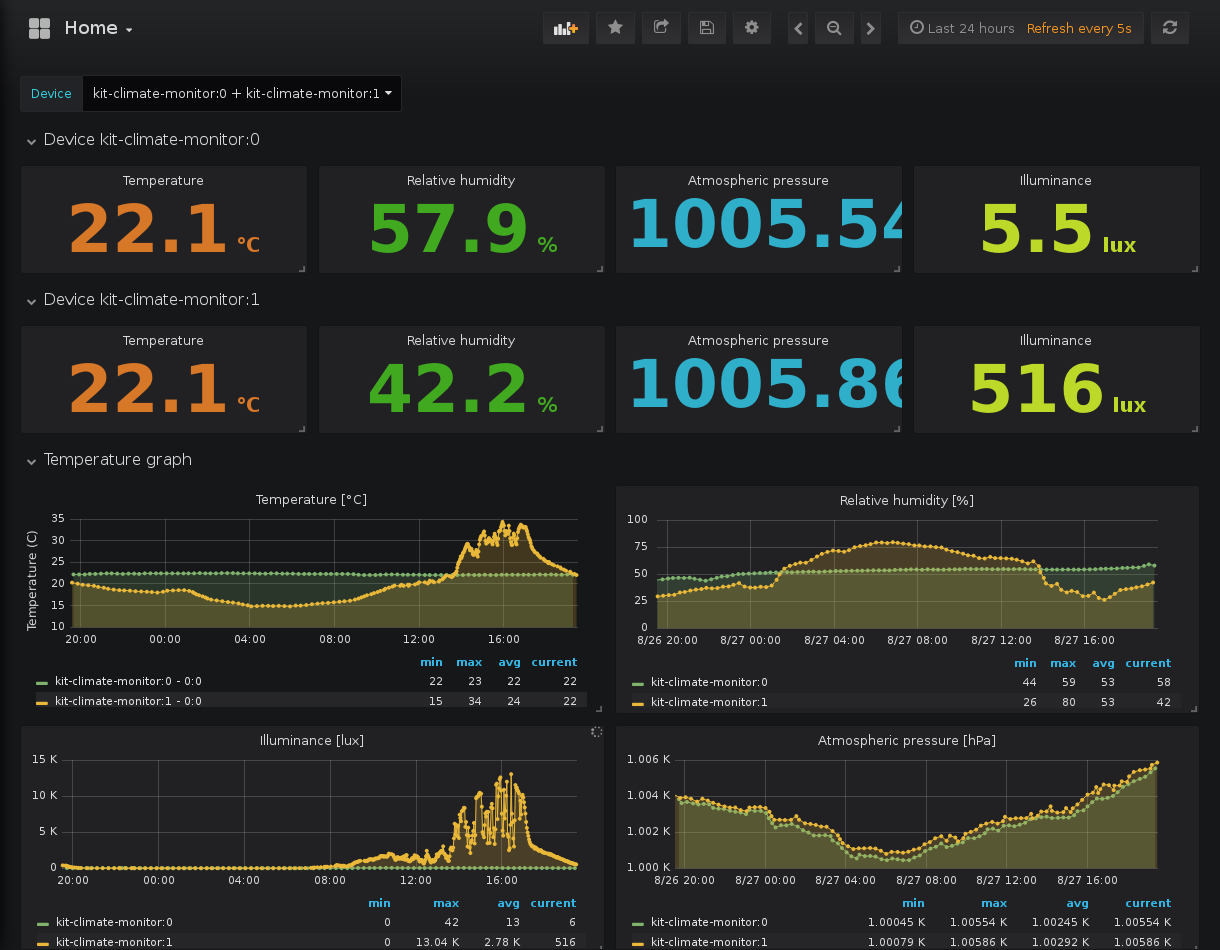 Home
Last 24 hours Refresh every 5s
Device kit-climate-monitor:0 + kit-climate-monitor:1
Device kit-climate-monitor:0
Temperature Relative humidity Atmospheric pressure Illuminance
22.1 °C 57.9 % 1005.54 5.5 lux
Device kit-climate-monitor:1
Temperature Relative humidity Atmospheric pressure Illuminance
22.1 °C 42.2 % 1005.86 516 lux
Temperature graph
Temperature [°C]
Temperature (C)
35
30
25
20
15
10
20:00 00:00 04:00 08:00 12:00 16:00
min max avg current
kit-climate-monitor:0 - 0:0 22 23 22 22
kit-climate-monitor:1 - 0:0 15 34 24 22
Relative humidity [%]
100
75
50
25
0
8/26 20:00 8/27 00:00 8/27 04:00 8/27 08:00 8/27 12:00 8/27 16:00
min max avg current
kit-climate-monitor:0 44 59 53 58
kit-climate-monitor:1 26 80 53 42
Illuminance [lux]
15 K
10 K
5 K
0
20:00 00:00 04:00 08:00 12:00 16:00
min max avg current
kit-climate-monitor:0 0 42 13 6
kit-climate-monitor:1 0 13.04 K 2.78 K 516
Atmospheric pressure [hPa]
1.006 K
1.004 K
1.002 K
1.000 K
8/26 20:00 8/27 00:00 8/27 04:00 8/27 08:00 8/27 12:00 8/27 16:00
min max avg current
kit-climate-monitor:0 1.00045 K 1.00554 K 1.00245 K 1.00554 K
kit-climate-monitor:1 1.00079 K 1.00586 K 1.00292 K 1.00586 K